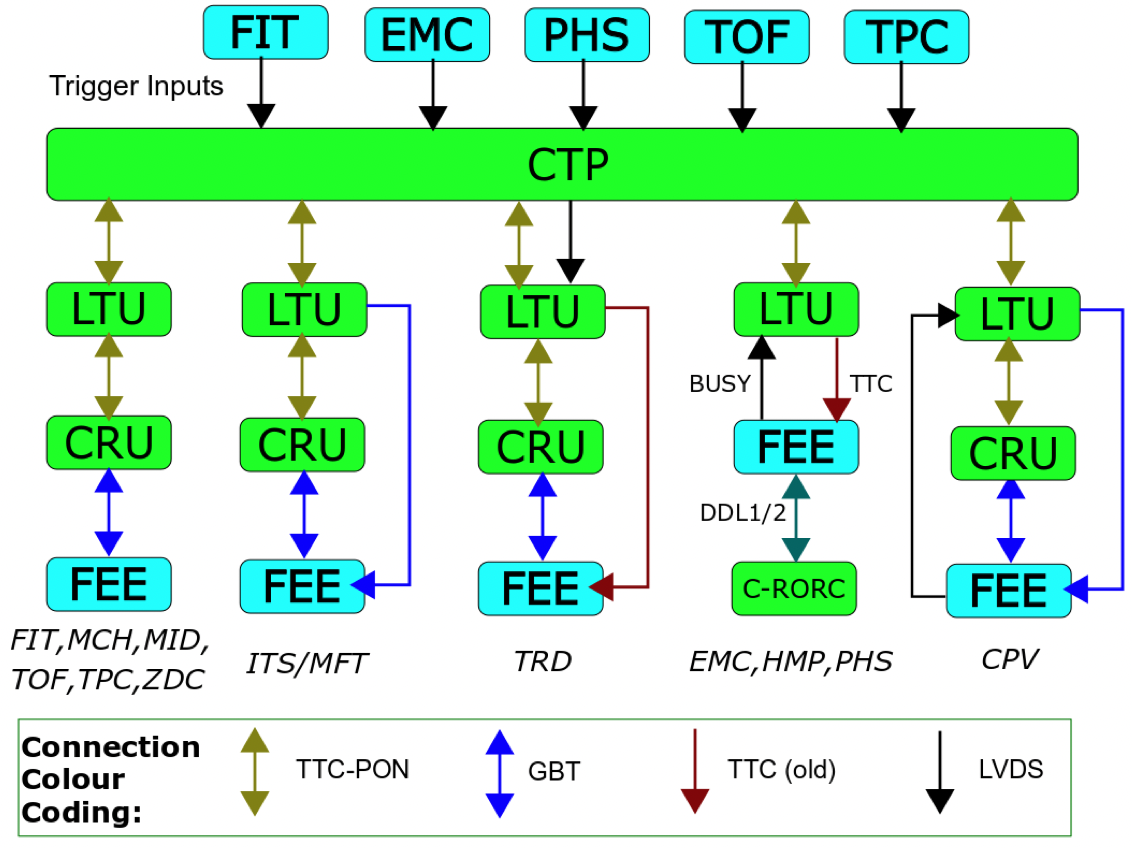 FIT EMC PHS TOF TPC
Trigger Inputs
CTP
LTU LTU LTU LTU LTU
BUSY TTC
CRU CRU CRU FEE CRU
DDL1/2
FEE FEE FEE C-RORC FEE
FIT,MCH,MID,
TOF,TPC,ZDC
ITS/MFT
TRD
EMC,HMP,PHS
CPV
Connection
Colour
Coding:
TTC-PON
GBT
TTC (old)
LVDS